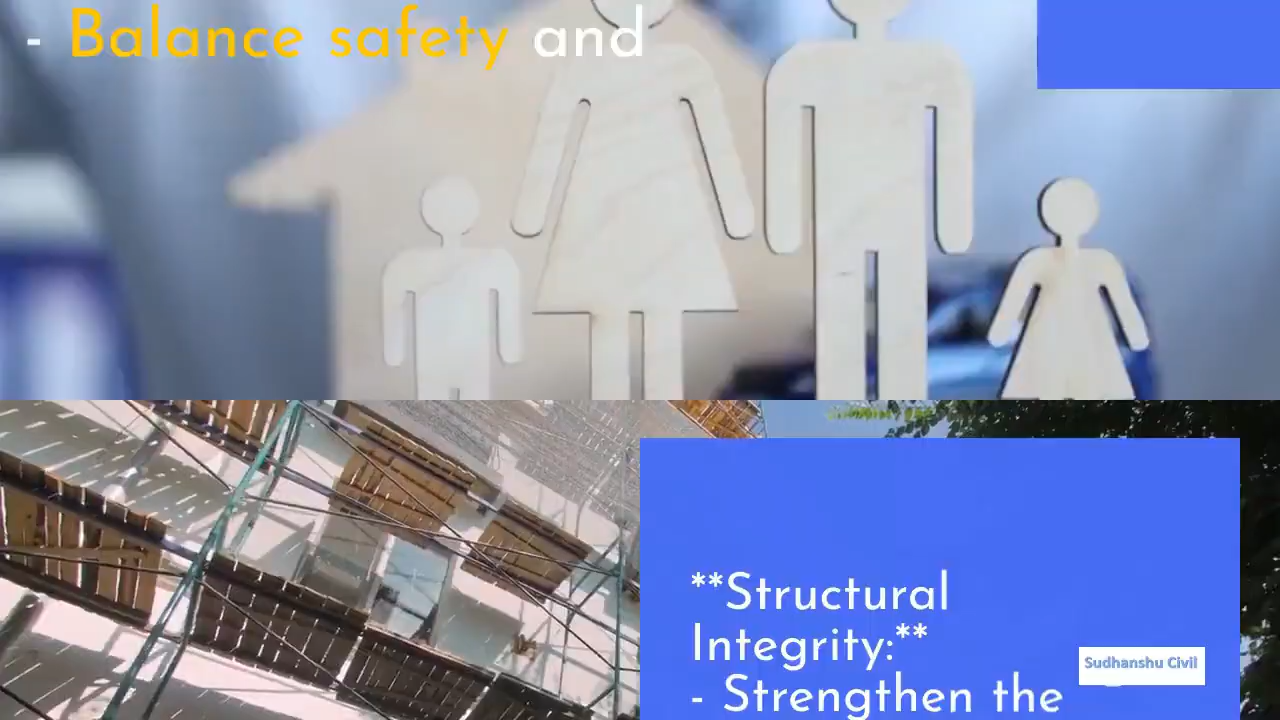 - Balance safety and
**Structural
Integrity:**
- Strengthen the
Sudhanshu Civil